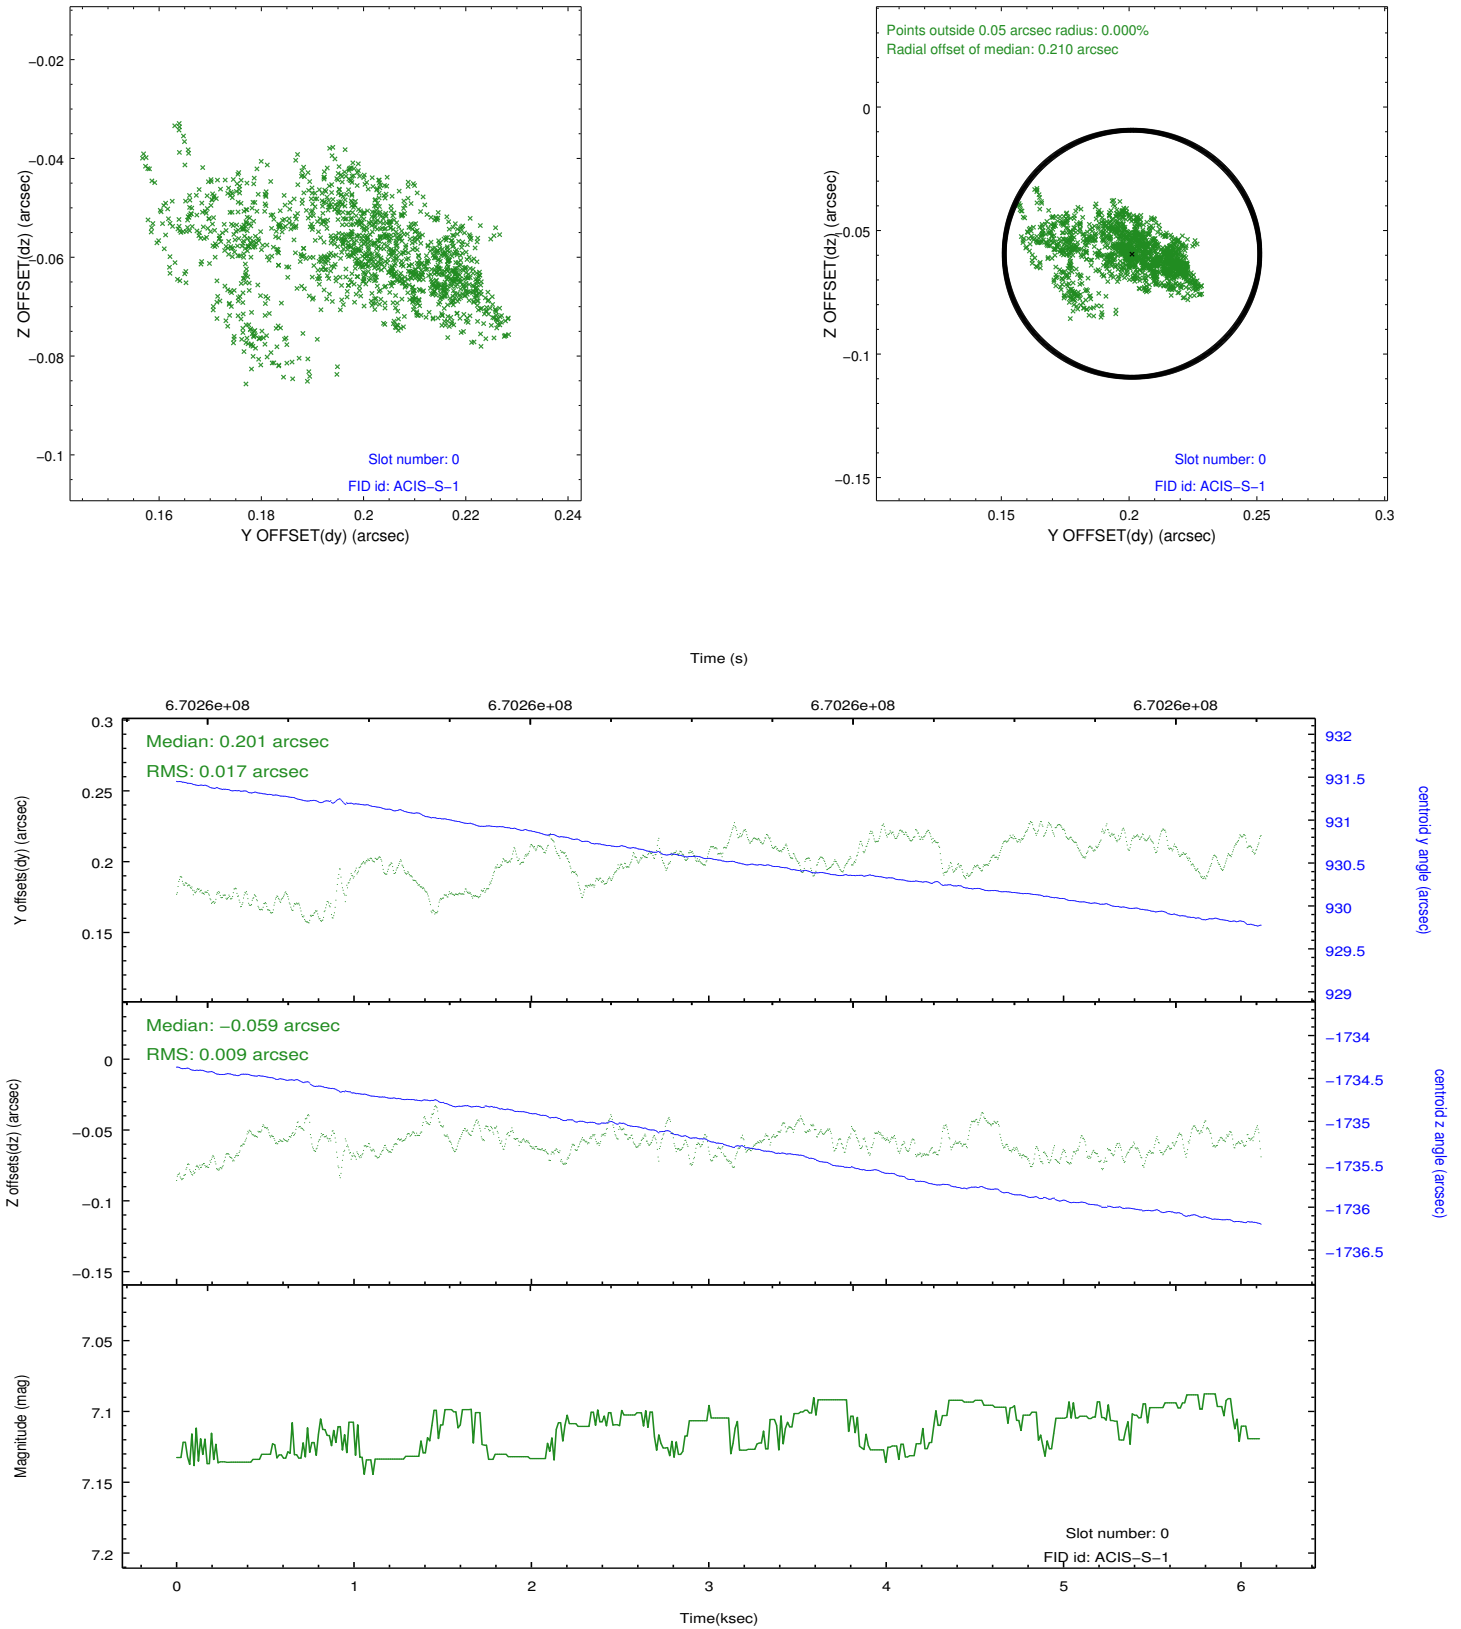 −0.02
−0.04
−0.06
−0.08
−0.1
Z OFFSET(dz) (arcsec)
Slot number: 0
FID id: ACIS−S−1
0.16 0.18 0.2 0.22 0.24
Y OFFSET(dy) (arcsec)
Points outside 0.05 arcsec radius: 0.000%
Radial offset of median: 0.210 arcsec
0
−0.05
−0.1
−0.15
Z OFFSET(dz) (arcsec)
Slot number: 0
FID id: ACIS−S−1
0.15 0.2 0.25 0.3
Y OFFSET(dy) (arcsec)
Time (s)
6.7026e+08 6.7026e+08 6.7026e+08 6.7026e+08
Median: 0.201 arcsec
RMS: 0.017 arcsec
0.3
0.25
0.2
0.15
Y offsets(dy) (arcsec)
932
931.5
931
930.5
930
929.5
929
centroid y angle (arcsec)
Median: −0.059 arcsec
RMS: 0.009 arcsec
0
−0.05
−0.1
−0.15
Z offsets(dz) (arcsec)
−1734
−1734.5
−1735
−1735.5
−1736
−1736.5
centroid z angle (arcsec)
7.05
7.1
7.15
7.2
Magnitude (mag)
Slot number: 0
FID id: ACIS−S−1
0 1 2 3 4 5 6
Time(ksec)